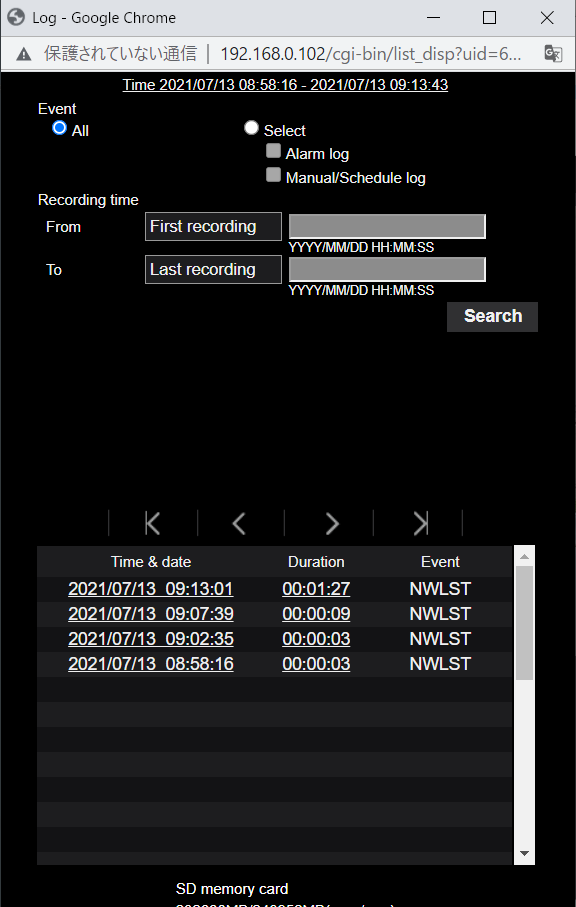 Log - Google Chrome
保護されていない通信 | 192.168.0.102/cgi-bin/list_disp?uid=6...
Time 2021/07/13 08:58:16 - 2021/07/13 09:13:43
Event
All Select
Alarm log
Manual/Schedule log
Recording time
From First recording
YYYY/MM/DD HH:MM:SS
To Last recording
YYYY/MM/DD HH:MM:SS
Search
Time & date Duration Event
2021/07/13 09:13:01 00:01:27 NWLST
2021/07/13 09:07:39 00:00:09 NWLST
2021/07/13 09:02:35 00:00:03 NWLST
2021/07/13 08:58:16 00:00:03 NWLST
SD memory card